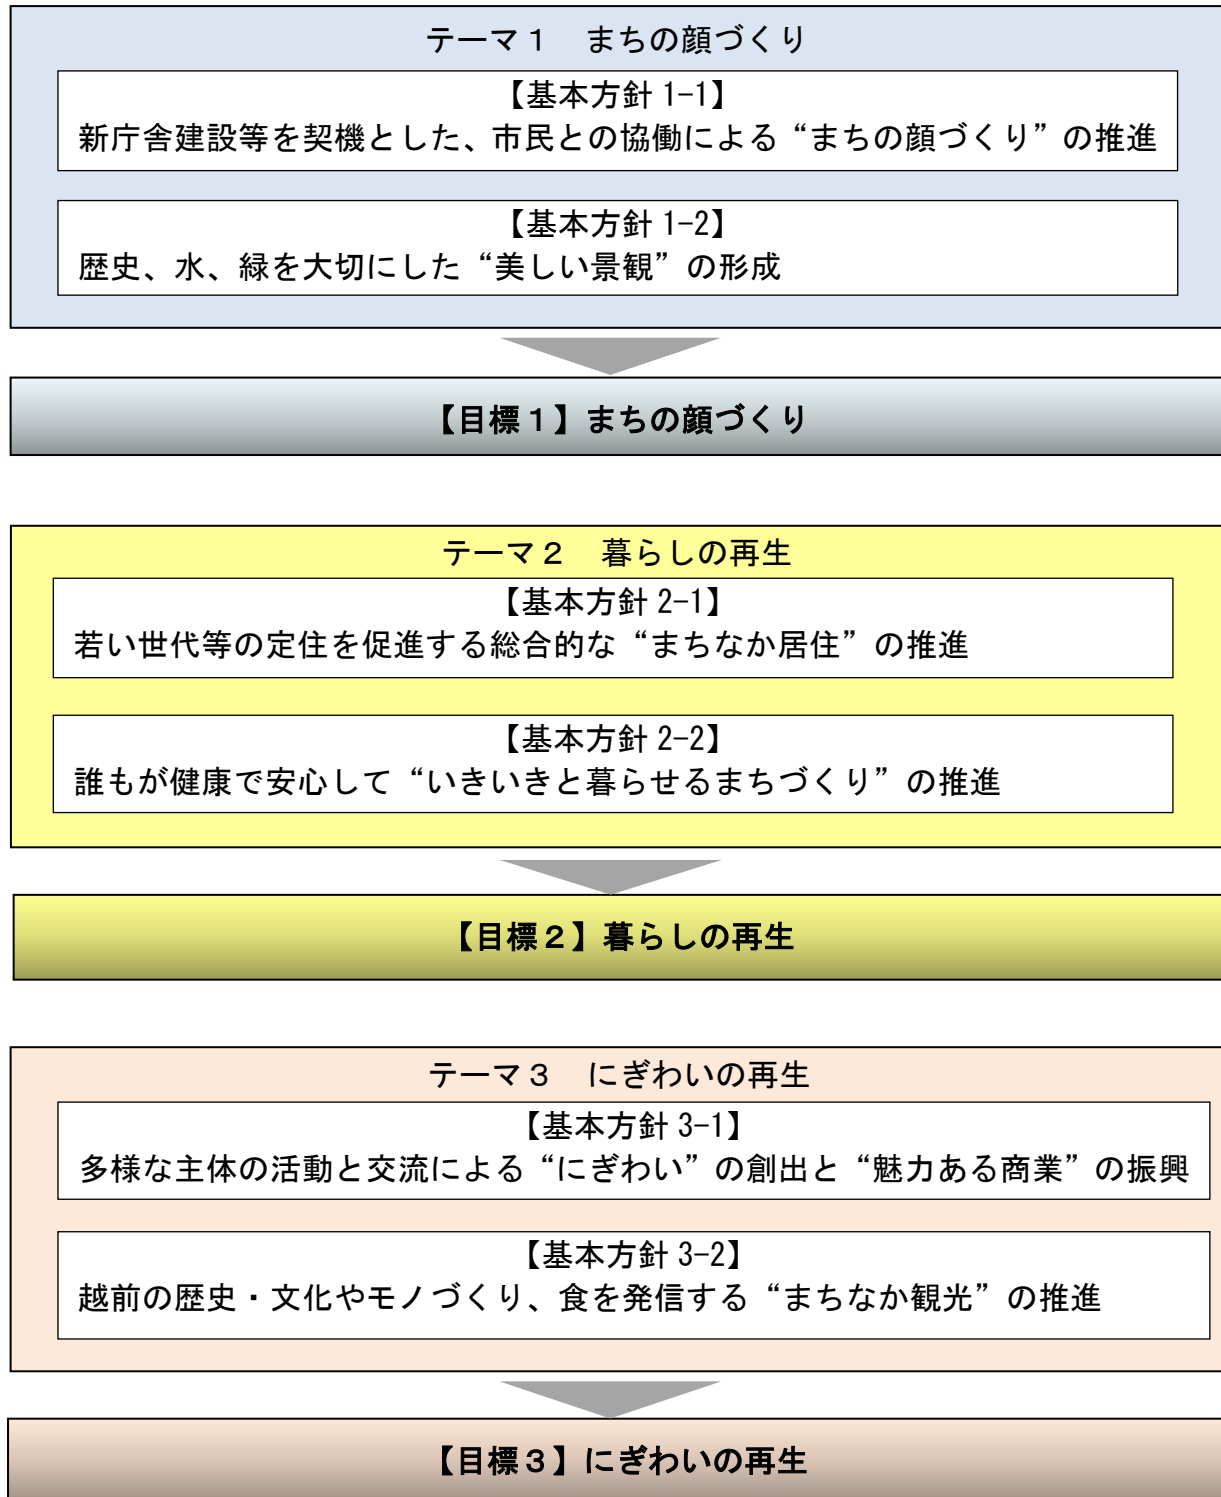 テーマ１　まちの顔づくり
【基本方針 1-1】
新庁舎建設等を契機とした、市民との協働による“まちの顔づくり”の推進
【基本方針 1-2】
歴史、水、緑を大切にした“美しい景観”の形成
【目標１】まちの顔づくり
テーマ２　暮らしの再生
【基本方針 2-1】
若い世代等の定住を促進する総合的な“まちなか居住”の推進
【基本方針 2-2】
誰もが健康で安心して“いきいきと暮らせるまちづくり”の推進
【目標２】暮らしの再生
テーマ３　にぎわいの再生
【基本方針 3-1】
多様な主体の活動と交流による“にぎわい”の創出と“魅力ある商業”の振興
【基本方針 3-2】
越前の歴史・文化やモノづくり、食を発信する“まちなか観光”の推進
【目標３】にぎわいの再生